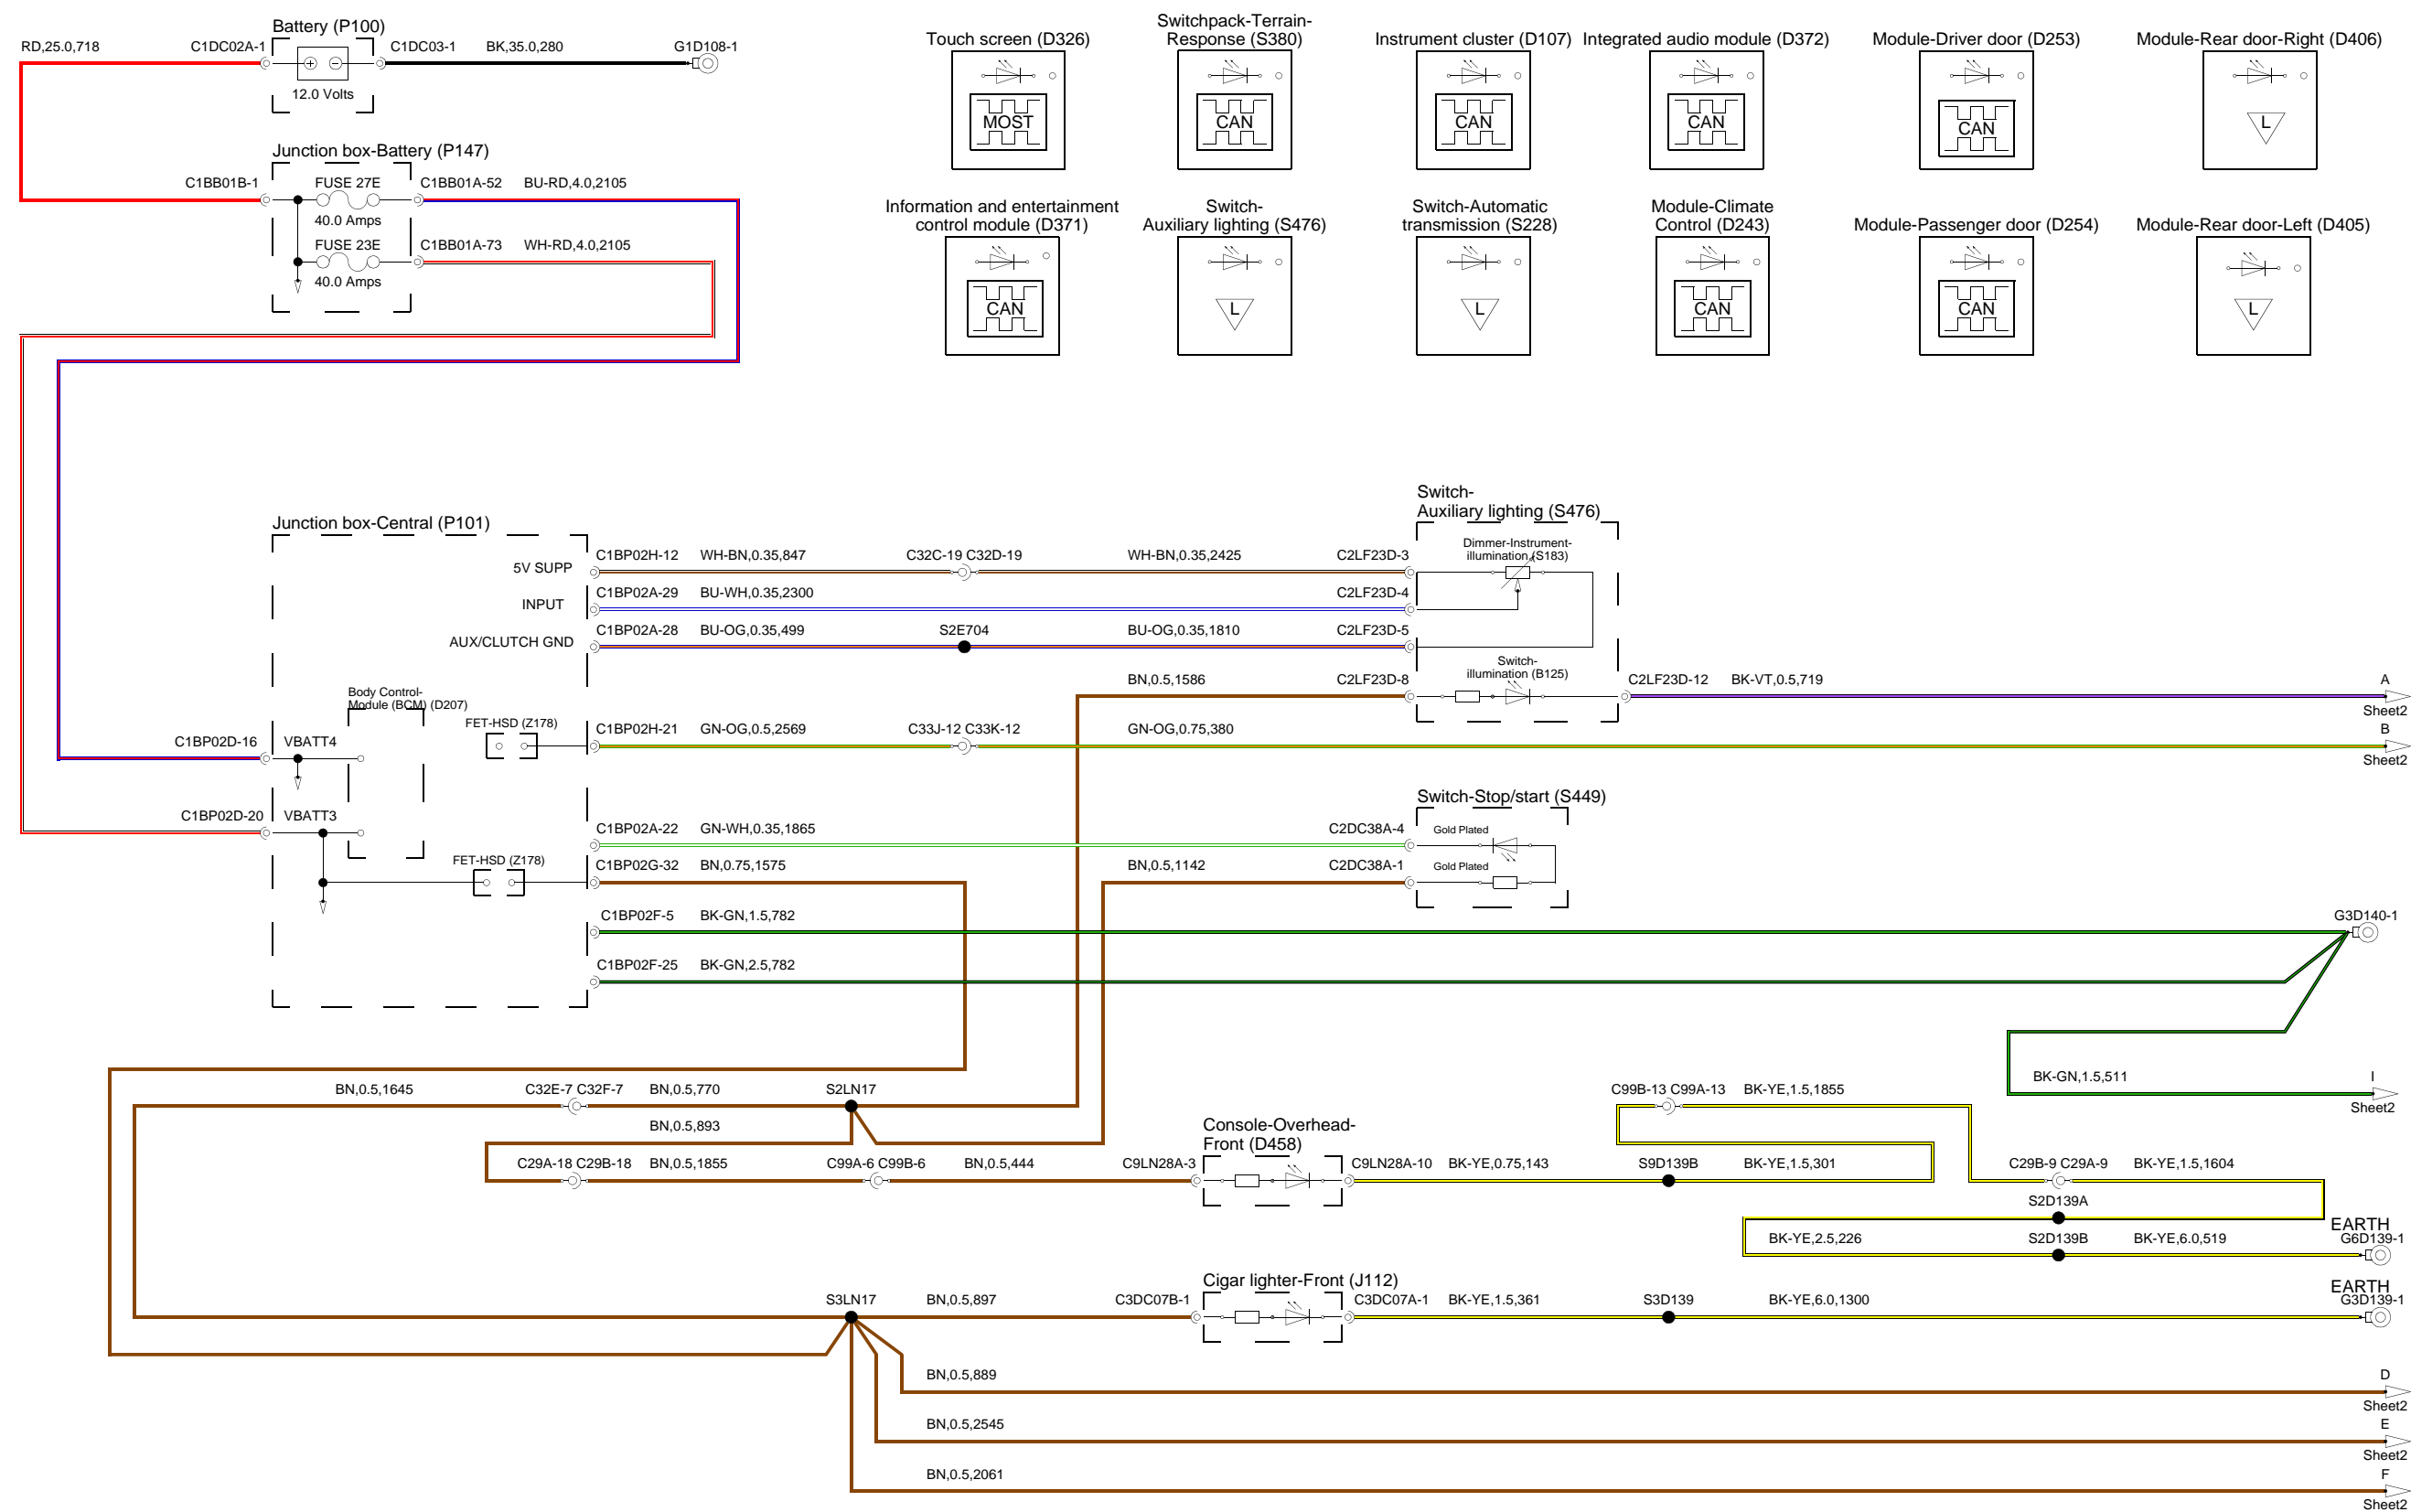 Battery (P100)
RD,25.0,718
C1DC02A-1
C1DC03-1
BK,35.0,280
G1D108-1
12.0 Volts
Junction box-Battery (P147)
C1BB01B-1
FUSE 27E
C1BB01A-52
BU-RD,4.0,2105
40.0 Amps
FUSE 23E
C1BB01A-73
WH-RD,4.0,2105
40.0 Amps
Touch screen (D326)
MOST
Switchpack-Terrain-
Response (S380)
CAN
Instrument cluster (D107)
CAN
Integrated audio module (D372)
CAN
Module-Driver door (D253)
CAN
Module-Rear door-Right (D406)
L
Information and entertainment
control module (D371)
CAN
Switch-
Auxiliary lighting (S476)
L
Switch-Automatic
transmission (S228)
L
Module-Climate
Control (D243)
CAN
Module-Passenger door (D254)
CAN
Module-Rear door-Left (D405)
L
Junction box-Central (P101)
Switch-
Auxiliary lighting (S476)
5V SUPP
C1BP02H-12
WH-BN,0.35,847
C32C-19 C32D-19
WH-BN,0.35,2425
C2LF23D-3
Dimmer-Instrument-
illumination (S183)
INPUT
C1BP02A-29
BU-WH,0.35,2300
C2LF23D-4
AUX/CLUTCH GND
C1BP02A-28
BU-OG,0.35,499
S2E704
BU-OG,0.35,1810
C2LF23D-5
BN,0.5,1586
C2LF23D-8
Switch-
illumination (B125)
C2LF23D-12
BK-VT,0.5,719
A
Sheet2
Body Control-
Module (BCM) (D207)
FET-HSD (Z178)
C1BP02H-21
GN-OG,0.5,2569
C33J-12 C33K-12
GN-OG,0.75,380
B
Sheet2
C1BP02D-16
VBATT4
C1BP02D-20
VBATT3
Switch-Stop/start (S449)
C1BP02A-22
GN-WH,0.35,1865
C2DC38A-4
Gold Plated
FET-HSD (Z178)
C1BP02G-32
BN,0.75,1575
BN,0.5,1142
C2DC38A-1
Gold Plated
C1BP02F-5
BK-GN,1.5,782
G3D140-1
C1BP02F-25
BK-GN,2.5,782
BK-GN,1.5,511
I
Sheet2
BN,0.5,1645
C32E-7 C32F-7
BN,0.5,770
S2LN17
BN,0.5,893
C99B-13 C99A-13
BK-YE,1.5,1855
Console-Overhead-
Front (D458)
C29A-18 C29B-18
BN,0.5,1855
C99A-6 C99B-6
BN,0.5,444
C9LN28A-3
C9LN28A-10
BK-YE,0.75,143
S9D139B
BK-YE,1.5,301
C29B-9 C29A-9
BK-YE,1.5,1604
S2D139A
BK-YE,2.5,226
S2D139B
BK-YE,6.0,519
EARTH
G6D139-1
Cigar lighter-Front (J112)
S3LN17
BN,0.5,897
C3DC07B-1
C3DC07A-1
BK-YE,1.5,361
S3D139
BK-YE,6.0,1300
EARTH
G3D139-1
BN,0.5,889
D
Sheet2
BN,0.5,2545
E
Sheet2
BN,0.5,2061
F
Sheet2